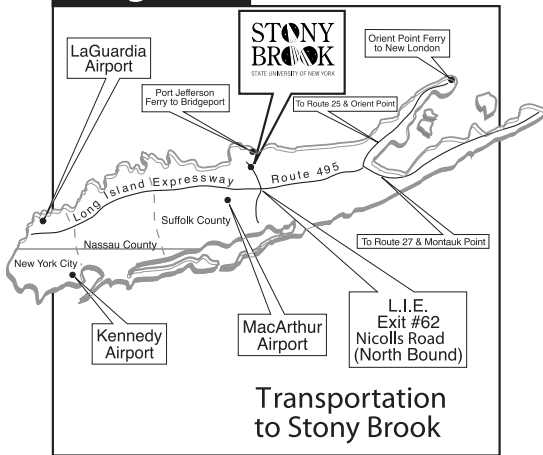 STONY
BROOK
STATE UNIVERSITY OF NEW YORK
Orient Point Ferry
to New London
LaGuardia
Airport
Port Jefferson
Ferry to Bridgeport
To Route 25 & Orient Point
Long Island Expressway
Route 495
Suffolk County
Nassau County
To Route 27 & Montauk Point
New York City
Kennedy
Airport
MacArthur
Airport
L.I.E.
Exit #62
Nicolls Road
(North Bound)
Transportation
to Stony Brook